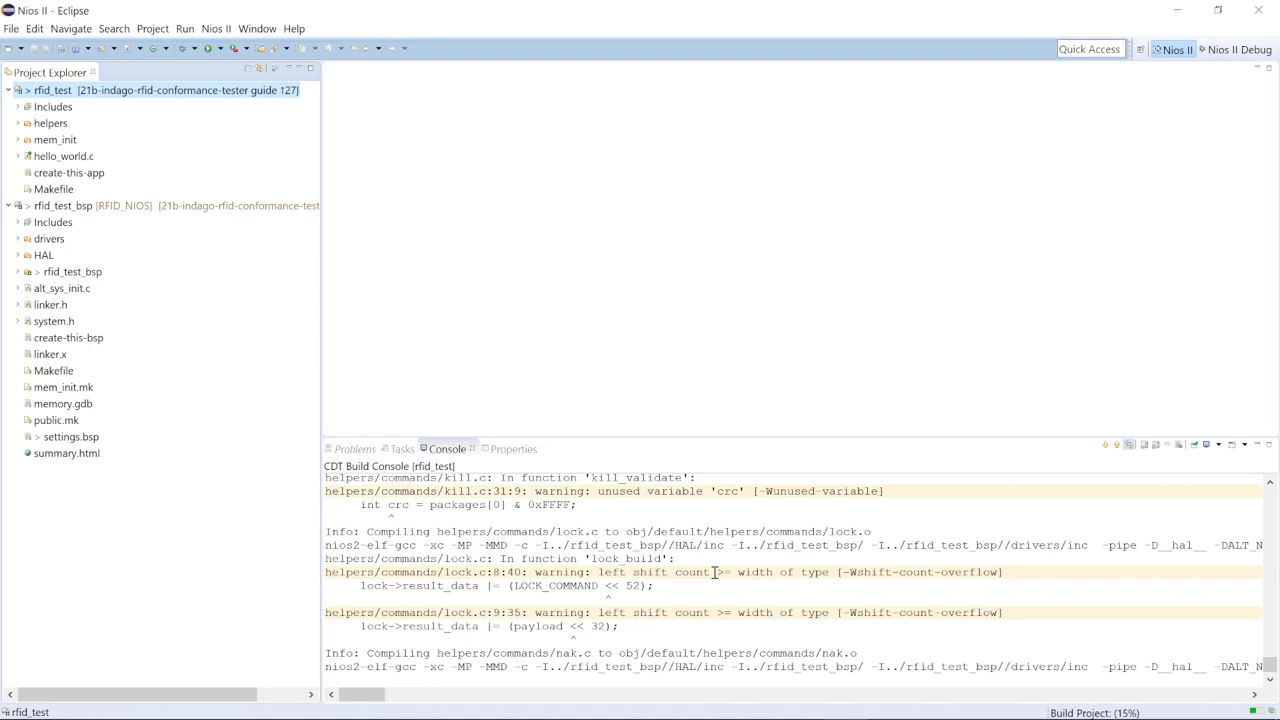 Nios II - Eclipse
File Edit Navigate Search Project Run Nios II Window Help
Quick Access
Nios II
Nios II Debug
Project Explorer
> rfid_test [21b-indago-rfid-conformance-tester guide ↑27]
Includes
helpers
mem_init
hello_world.c
create-this-app
Makefile
> rfid_test_bsp [RFID_NIOS] [21b-indago-rfid-conformance-test
Includes
drivers
HAL
> rfid_test_bsp
alt_sys_init.c
linker.h
system.h
create-this-bsp
linker.x
Makefile
mem_init.mk
memory.gdb
public.mk
> settings.bsp
summary.html
Problems Tasks Console Properties
CDT Build Console [rfid_test]
helpers/commands/kill.c: In function 'kill_validate':
helpers/commands/kill.c:31:9: warning: unused variable 'crc' [-Wunused-variable]
int crc = packages[0] & 0xFFFF;
^
Info: Compiling helpers/commands/lock.c to obj/default/helpers/commands/lock.o
nios2-elf-gcc -xc -MP -MMD -c -I../rfid_test_bsp//HAL/inc -I../rfid_test_bsp/ -I../rfid_test_bsp//drivers/inc -pipe -D__hal__ -DALT_N
helpers/commands/lock.c: In function 'lock_build':
helpers/commands/lock.c:8:40: warning: left shift count >= width of type [-Wshift-count-overflow]
lock->result_data |= (LOCK_COMMAND << 52);
^
helpers/commands/lock.c:9:35: warning: left shift count >= width of type [-Wshift-count-overflow]
lock->result_data |= (payload << 32);
^
Info: Compiling helpers/commands/nak.c to obj/default/helpers/commands/nak.o
nios2-elf-gcc -xc -MP -MMD -c -I../rfid_test_bsp//HAL/inc -I../rfid_test_bsp/ -I../rfid_test_bsp//drivers/inc -pipe -D__hal__ -DALT_N
rfid_test
Build Project: (15%)